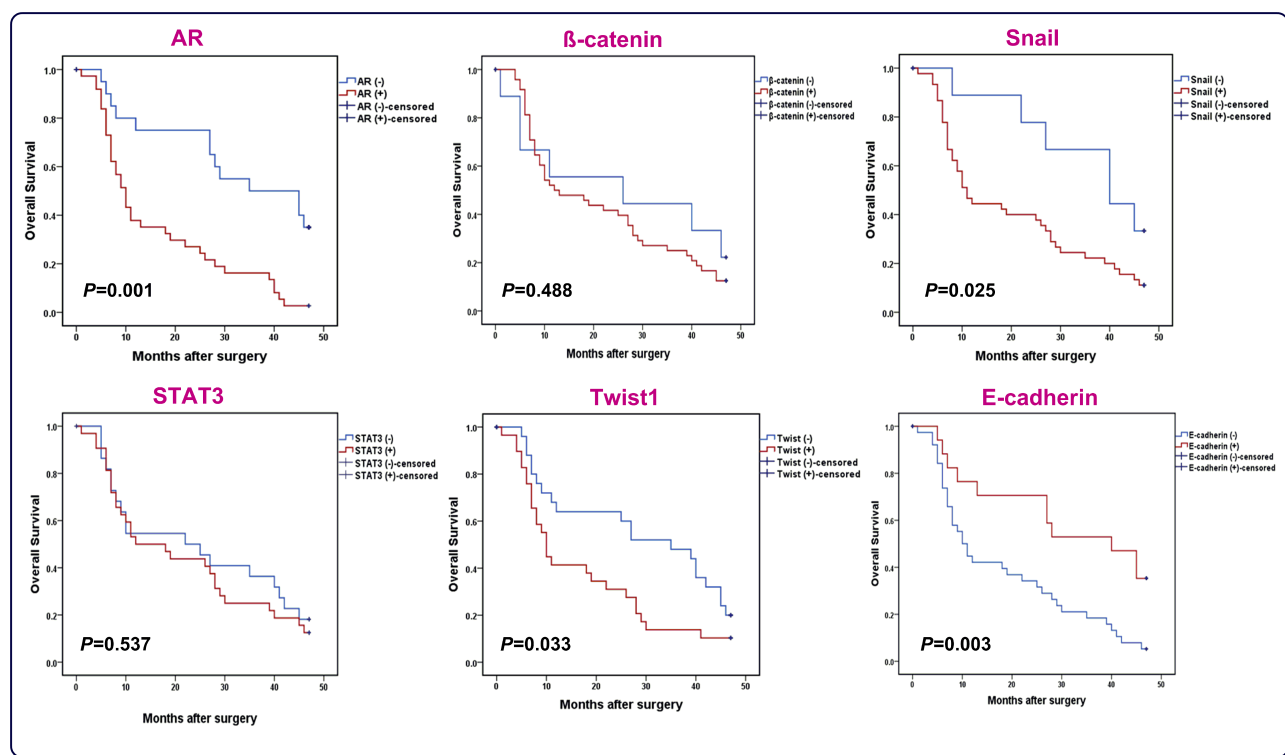 AR
1.0
0.8
0.6
0.4
0.2
0.0
Overall Survival
AR (-)
AR (+)
AR (-)-censored
AR (+)-censored
P=0.001
0 10 20 30 40 50
Months after surgery
ß-catenin
1.0
0.8
0.6
0.4
0.2
0.0
Overall Survival
β-catenin (-)
β-catenin (+)
β-catenin (-)-censored
β-catenin (+)-censored
P=0.488
0 10 20 30 40 50
Months after surgery
Snail
1.0
0.8
0.6
0.4
0.2
0.0
Overall Survival
Snail (-)
Snail (+)
Snail (-)-censored
Snail (+)-censored
P=0.025
0 10 20 30 40 50
Months after surgery
STAT3
1.0
0.8
0.6
0.4
0.2
0.0
Overall Survival
STAT3 (-)
STAT3 (+)
STAT3 (-)-censored
STAT3 (+)-censored
P=0.537
0 10 20 30 40 50
Months after surgery
Twist1
1.0
0.8
0.6
0.4
0.2
0.0
Overall Survival
Twist (-)
Twist (+)
Twist (-)-censored
Twist (+)-censored
P=0.033
0 10 20 30 40 50
Months after surgery
E-cadherin
1.0
0.8
0.6
0.4
0.2
0.0
Overall Survival
E-cadherin (-)
E-cadherin (+)
E-cadherin (-)-censored
E-cadherin (+)-censored
P=0.003
0 10 20 30 40 50
Months after surgery